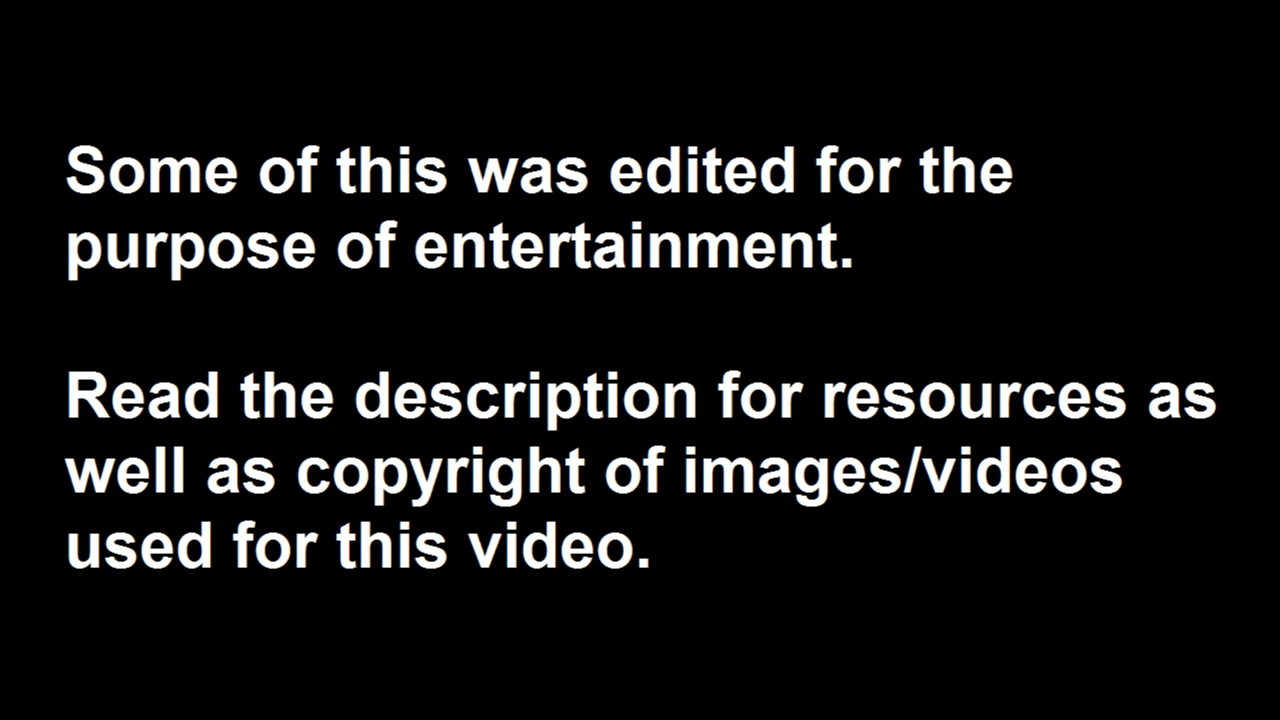 Some of this was edited for the
purpose of entertainment.
Read the description for resources as
well as copyright of images/videos
used for this video.